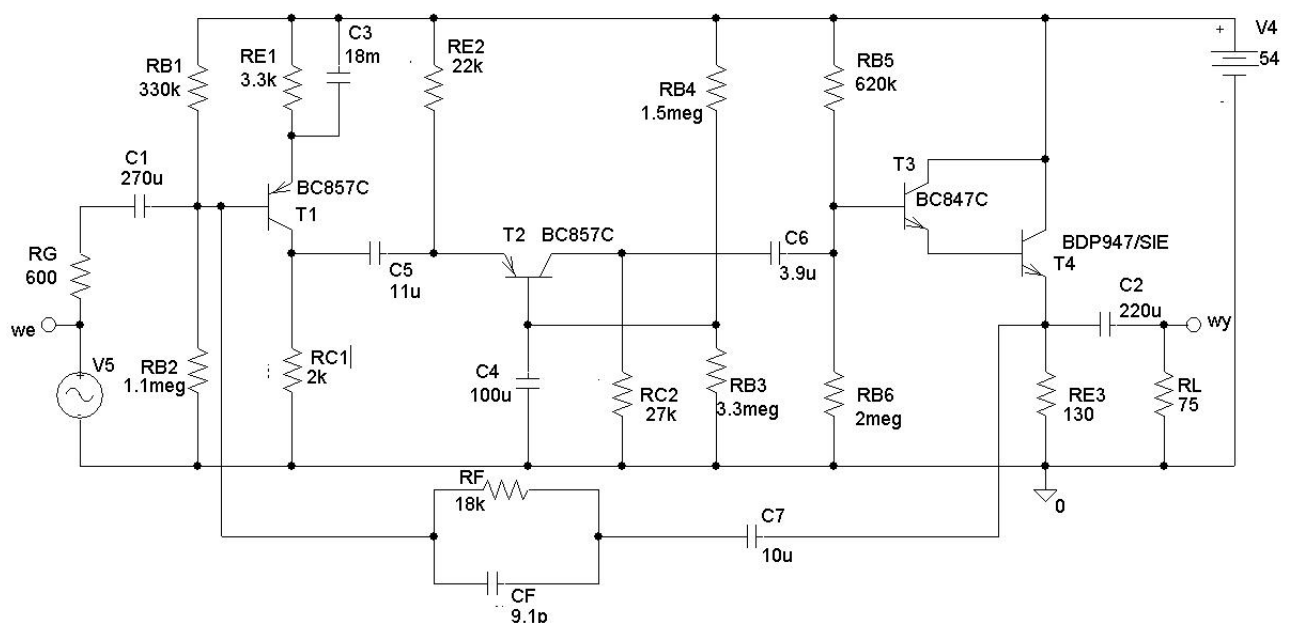 C3
18m
V4
+
54
RB1
330k
RE1
3.3k
RE2
22k
RB4
1.5meg
RB5
620k
C1
270u
BC857C
T1
T3
BC847C
RG
600
C5
11u
T2
BC857C
C6
3.9u
BDP947/SIE
T4
C2
220u
we
wy
V5
+
-
RB2
1.1meg
RC1
2k
C4
100u
RC2
27k
RB3
3.3meg
RB6
2meg
RE3
130
RL
75
0
RF
18k
C7
10u
CF
9.1p